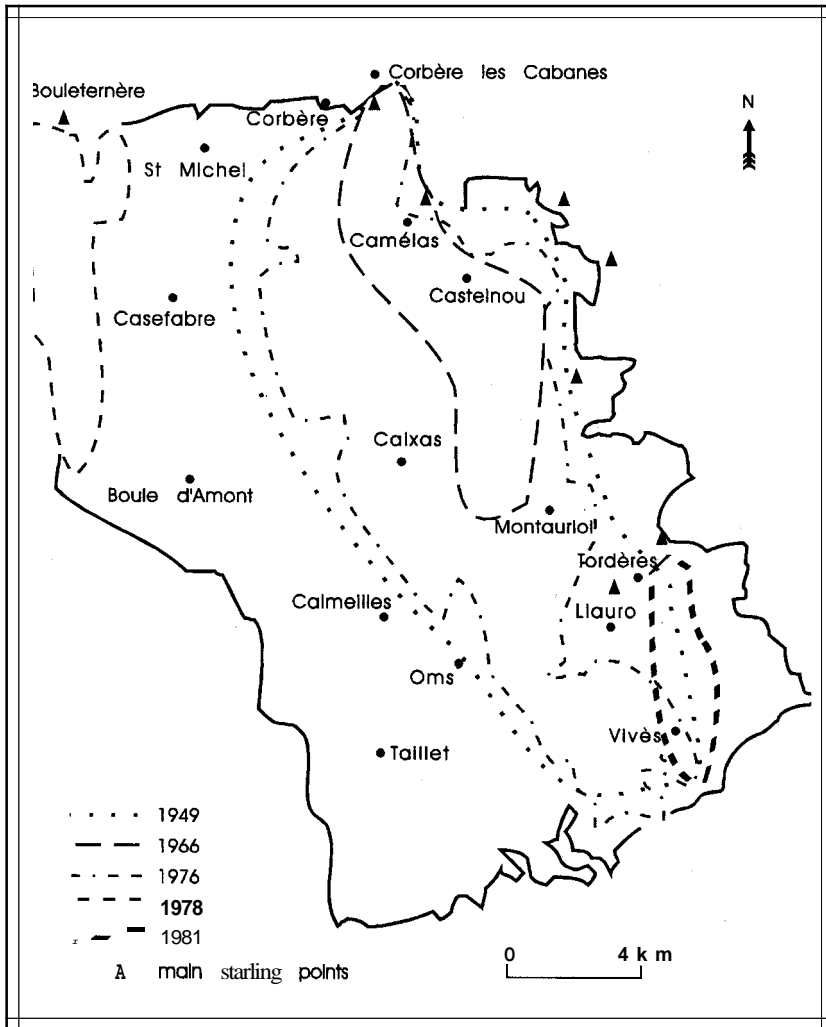 Corbère les Cabanes
Bouleternère
N
Corbère
St Michel
Camélas
Castelnou
Casefabre
Caixas
Boule d'Amont
Montauriol
Tordères
Calmeilles
Llauro
Oms
Vivès
Taillet
1949
1966
1976
1978
1981
A main starling points
0 4 km